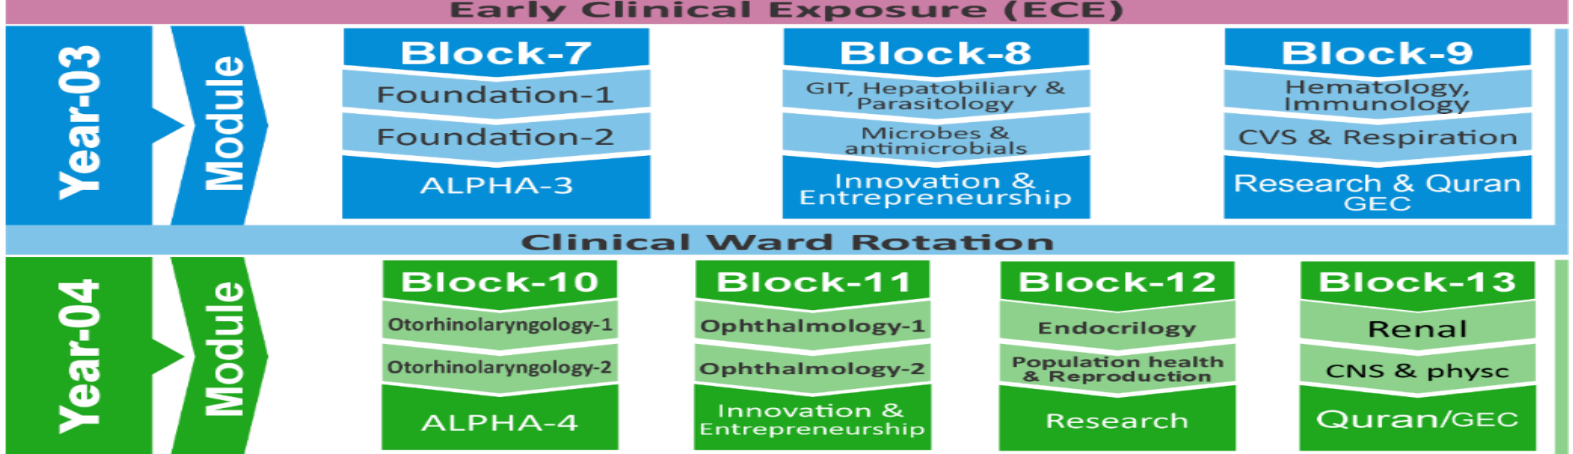 Early Clinical Exposure (ECE)
Year-03
Module
Block-7
Foundation-1
Foundation-2
ALPHA-3
Block-8
GIT, Hepatobiliary &
Parasitology
Microbes &
antimicrobials
Innovation &
Entrepreneurship
Block-9
Hematology,
Immunology
CVS & Respiration
Research & Quran
GEC
Clinical Ward Rotation
Year-04
Module
Block-10
Otorhinolaryngology-1
Otorhinolaryngology-2
ALPHA-4
Block-11
Ophthalmology-1
Ophthalmology-2
Innovation &
Entrepreneurship
Block-12
Endocrilogy
Population health
& Reproduction
Research
Block-13
Renal
CNS & physc
Quran/GEC